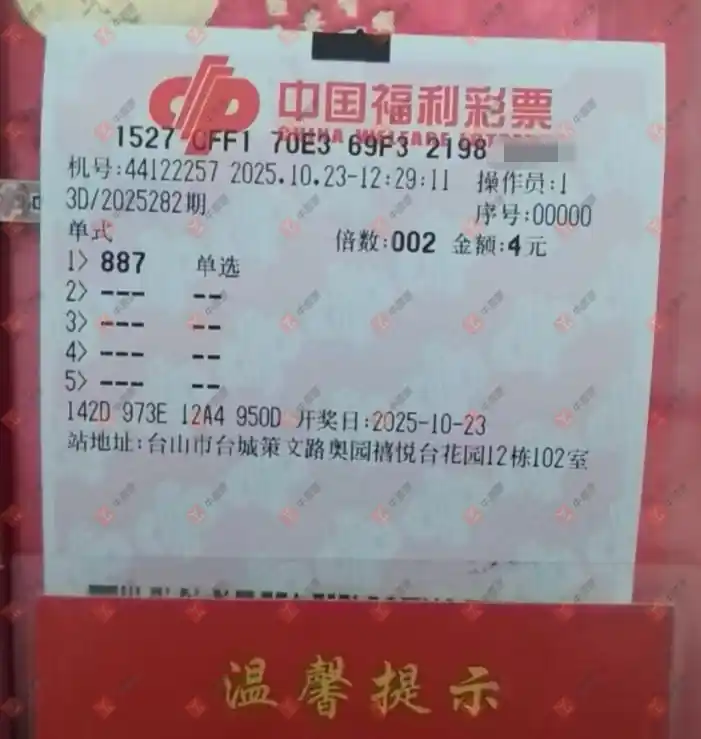 中国福利彩票
CHINA WELFARE LOTTERY
1527 CFF1 70E3 69F3 2198
机号:44122257 2025.10.23-12:29:11 操作员:1
3D/2025282期 序号:00000
单式 倍数:002 金额:4元
1> 887 单选
2> --- --
3> --- --
4> --- --
5> --- --
142D 973E 12A4 950D 开奖日:2025-10-23
站地址:台山市台城策文路奥园禧悦台花园12栋102室
温馨提示